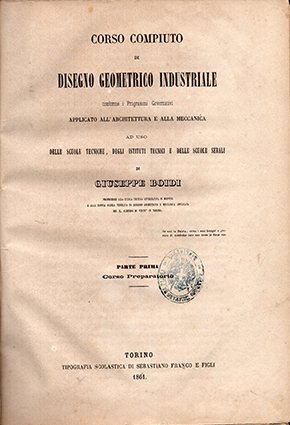 CORSO COMPIUTO
DI
DISEGNO GEOMETRICO INDUSTRIALE
conforme i Programmi Governativi
APPLICATO ALL'ARCHITETTURA E ALLA MECCANICA
AD USO
DELLE SCUOLE TECNICHE, DEGLI ISTITUTI TECNICI E DELLE SCUOLE SERALI
DI
GIUSEPPE BOIDI
PARTE PRIMA
Corso Preparatorio
TORINO
TIPOGRAFIA SCOLASTICA DI SEBASTIANO FRANCO E FIGLI
1861.